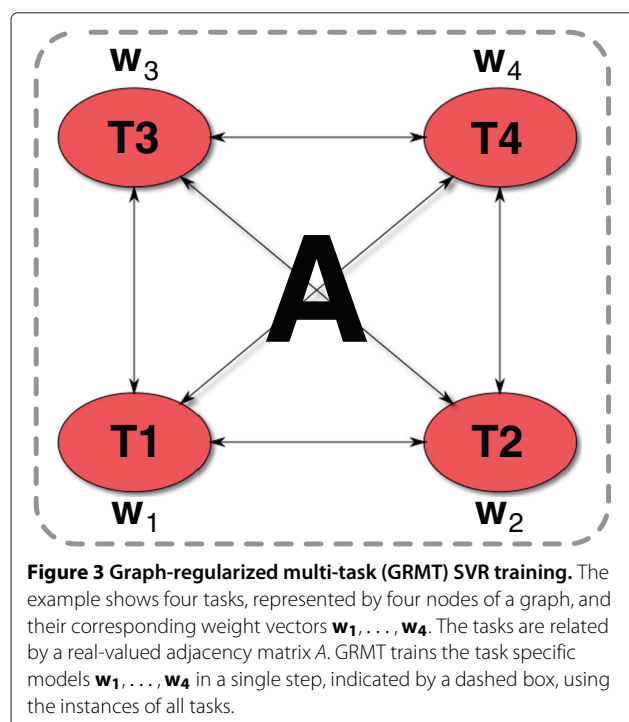 w3 w4
T3 T4
A
T1 T2
w1 w2
Figure 3 Graph-regularized multi-task (GRMT) SVR training. The
example shows four tasks, represented by four nodes of a graph, and
their corresponding weight vectors w1, . . . , w4. The tasks are related
by a real-valued adjacency matrix A. GRMT trains the task specific
models w1, . . . , w4 in a single step, indicated by a dashed box, using
the instances of all tasks.